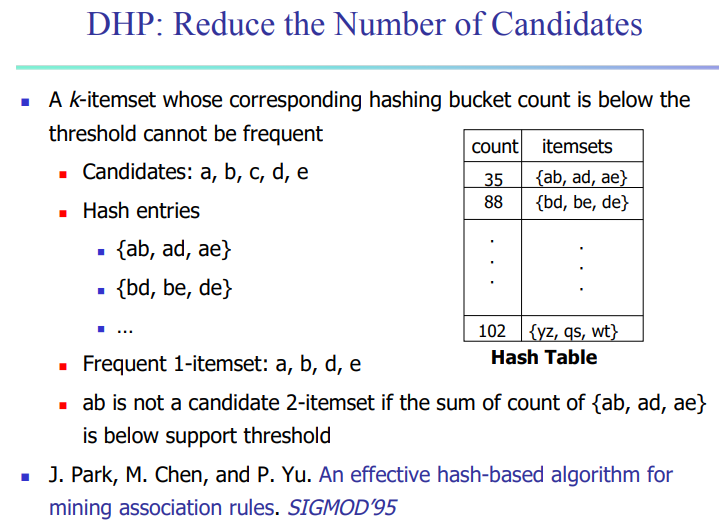 DHP: Reduce the Number of Candidates
A k-itemset whose corresponding hashing bucket count is below the
threshold cannot be frequent
Candidates: a, b, c, d, e
Hash entries
{ab, ad, ae}
{bd, be, de}
...
Frequent 1-itemset: a, b, d, e
ab is not a candidate 2-itemset if the sum of count of {ab, ad, ae}
is below support threshold
J. Park, M. Chen, and P. Yu. An effective hash-based algorithm for
mining association rules. SIGMOD'95
count itemsets
35 {ab, ad, ae}
88 {bd, be, de}
. .
. .
. .
102 {yz, qs, wt}
Hash Table